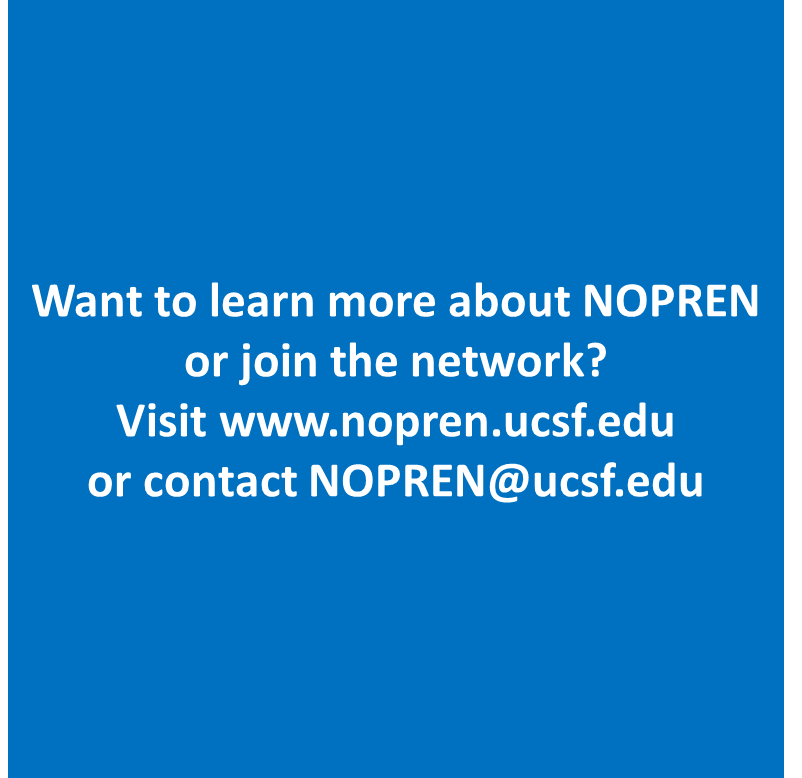 Want to learn more about NOPREN
or join the network?
Visit www.nopren.ucsf.edu
or contact NOPREN@ucsf.edu